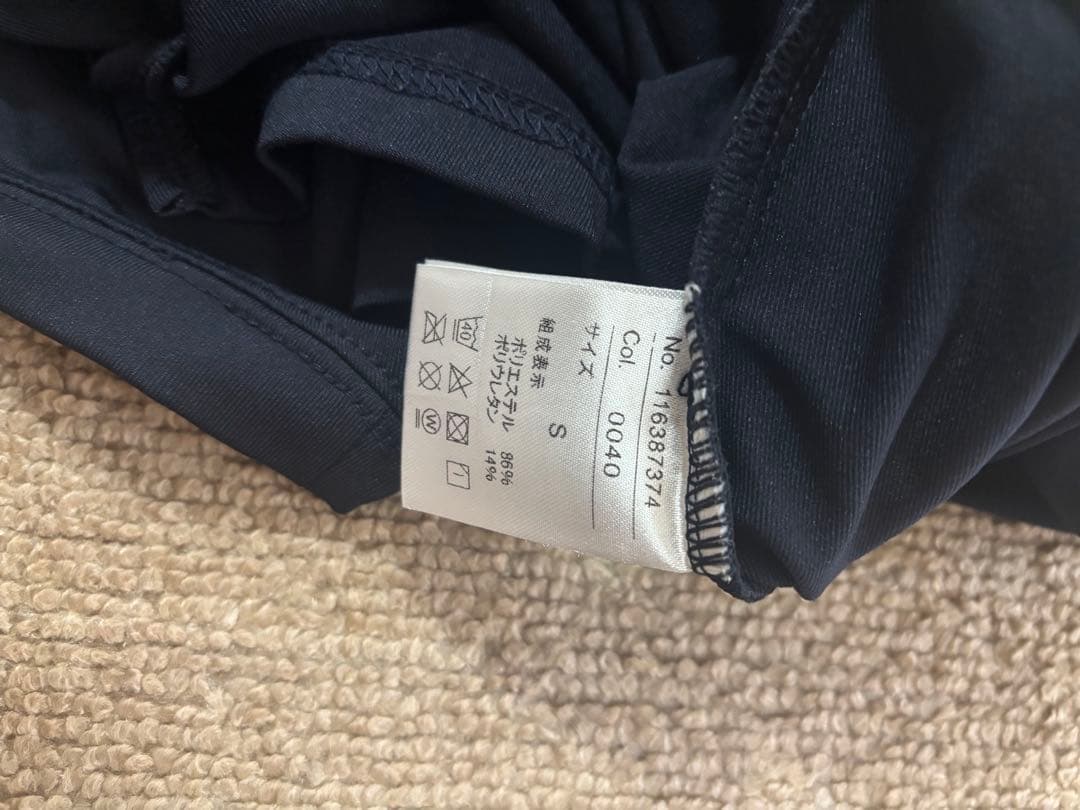 No. 116387374
Col. 0040
サイズ S
組成表示
ポリエステル 86%
ポリウレタン 14%
40
W